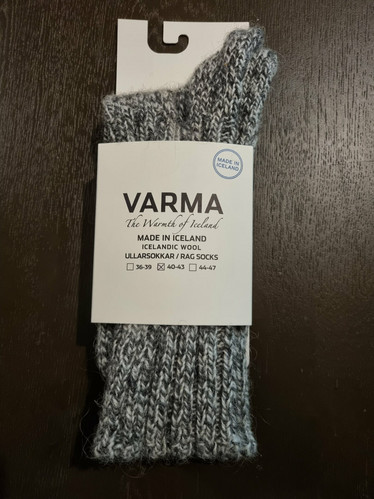 MADE IN
ICELAND
VARMA
The Warmth of Iceland
MADE IN ICELAND
ICELANDIC WOOL
ULLARSOKKAR / RAG SOCKS
☐ 36-39 ☒ 40-43 ☐ 44-47